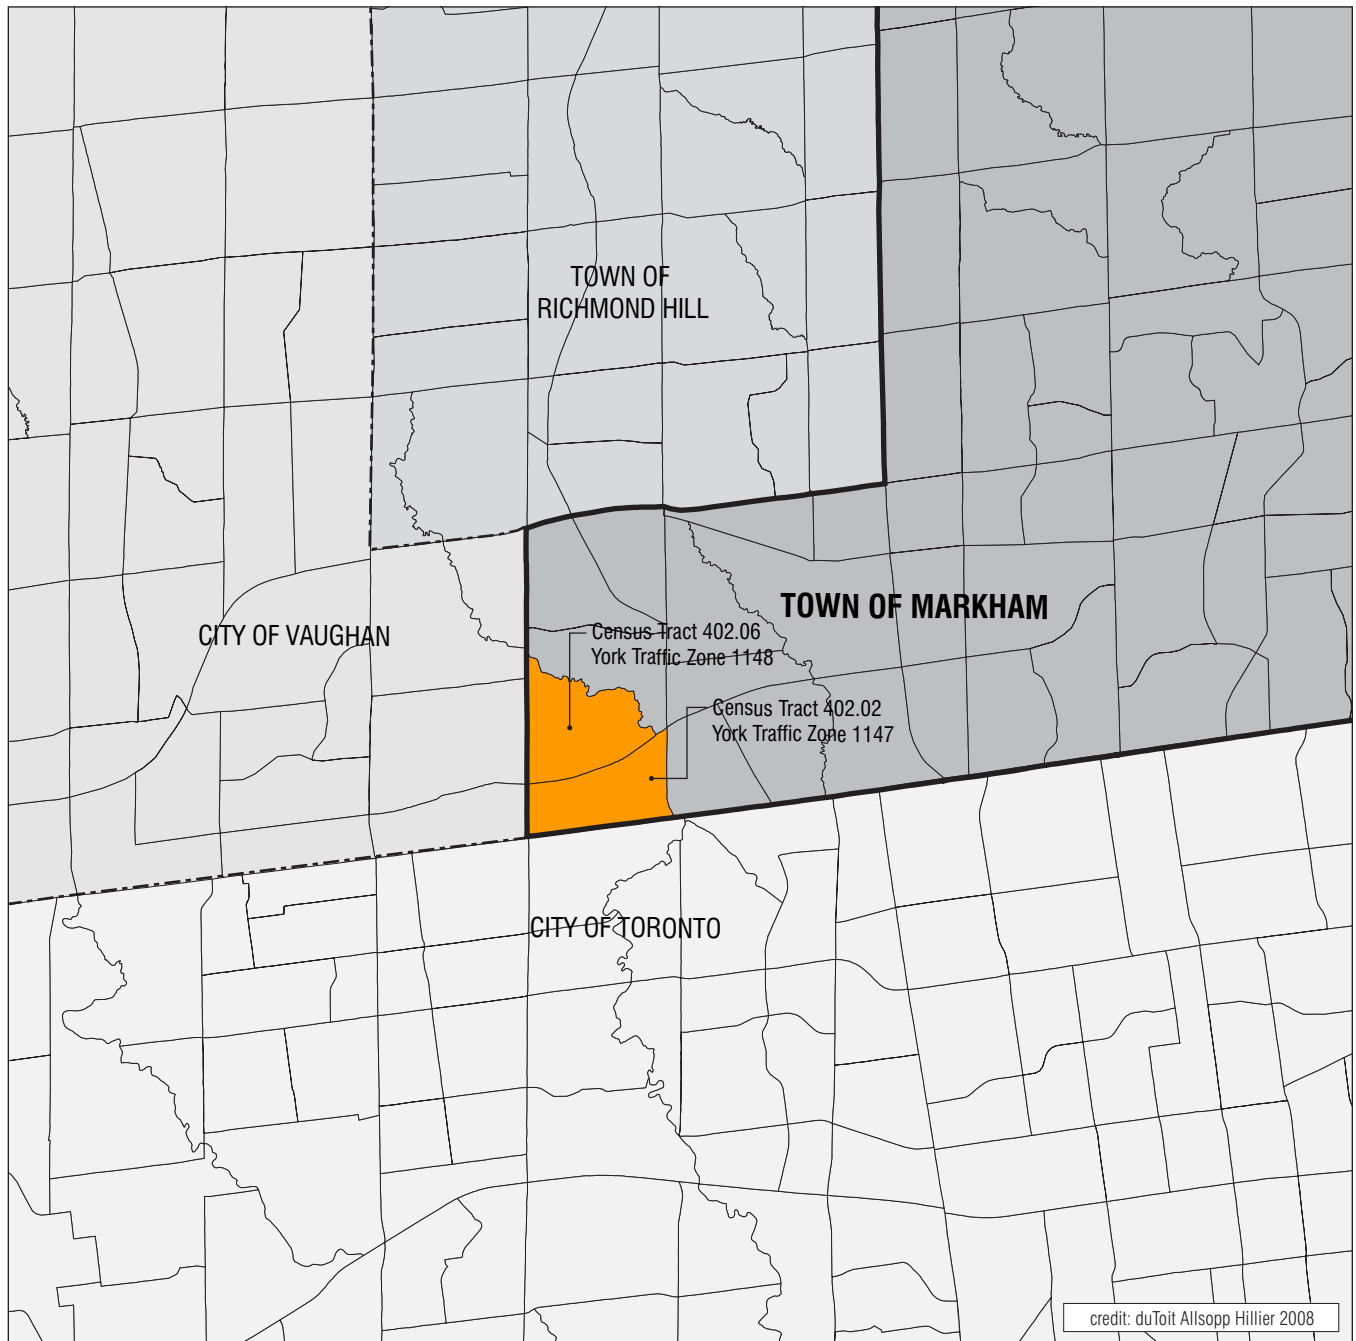 TOWN OF
RICHMOND HILL
TOWN OF MARKHAM
CITY OF VAUGHAN
Census Tract 402.06
York Traffic Zone 1148
Census Tract 402.02
York Traffic Zone 1147
CITY OF TORONTO
credit: duToit Allsopp Hillier 2008